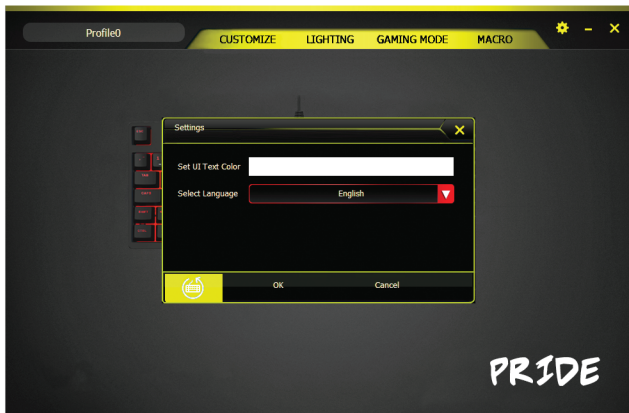 Profile0
CUSTOMIZE LIGHTING GAMING MODE MACRO
Settings
Set UI Text Color
Select Language English
OK Cancel
PRIDE